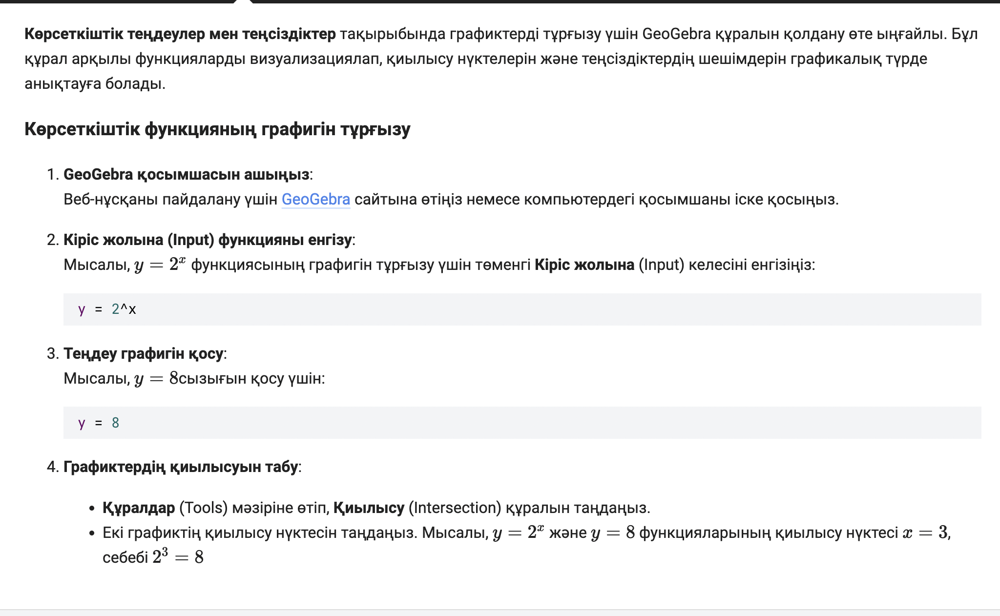 Көрсеткіштік теңдеулер мен теңсіздіктер тақырыбында графиктерді тұрғызу үшін GeoGebra құралын қолдану өте ыңғайлы. Бұл
құрал арқылы функцияларды визуализациялап, қиылысу нүктелерін және теңсіздіктердің шешімдерін графикалық түрде
анықтауға болады.
Көрсеткіштік функцияның графигін тұрғызу
1. GeoGebra қосымшасын ашыңыз:
Веб-нұсқаны пайдалану үшін GeoGebra сайтына өтіңіз немесе компьютердегі қосымшаны іске қосыңыз.
2. Кіріс жолына (Input) функцияны енгізу:
Мысалы, y = 2^x функциясының графигін тұрғызу үшін төменгі Кіріс жолына (Input) келесіні енгізіңіз:
y = 2^x
3. Теңдеу графигін қосу:
Мысалы, y = 8сызығын қосу үшін:
y = 8
4. Графиктердің қиылысуын табу:
• Құралдар (Tools) мәзіріне өтіп, Қиылысу (Intersection) құралын таңдаңыз.
• Екі графиктің қиылысу нүктесін таңдаңыз. Мысалы, y = 2^x және y = 8 функцияларының қиылысу нүктесі x = 3,
себебі 2^3 = 8